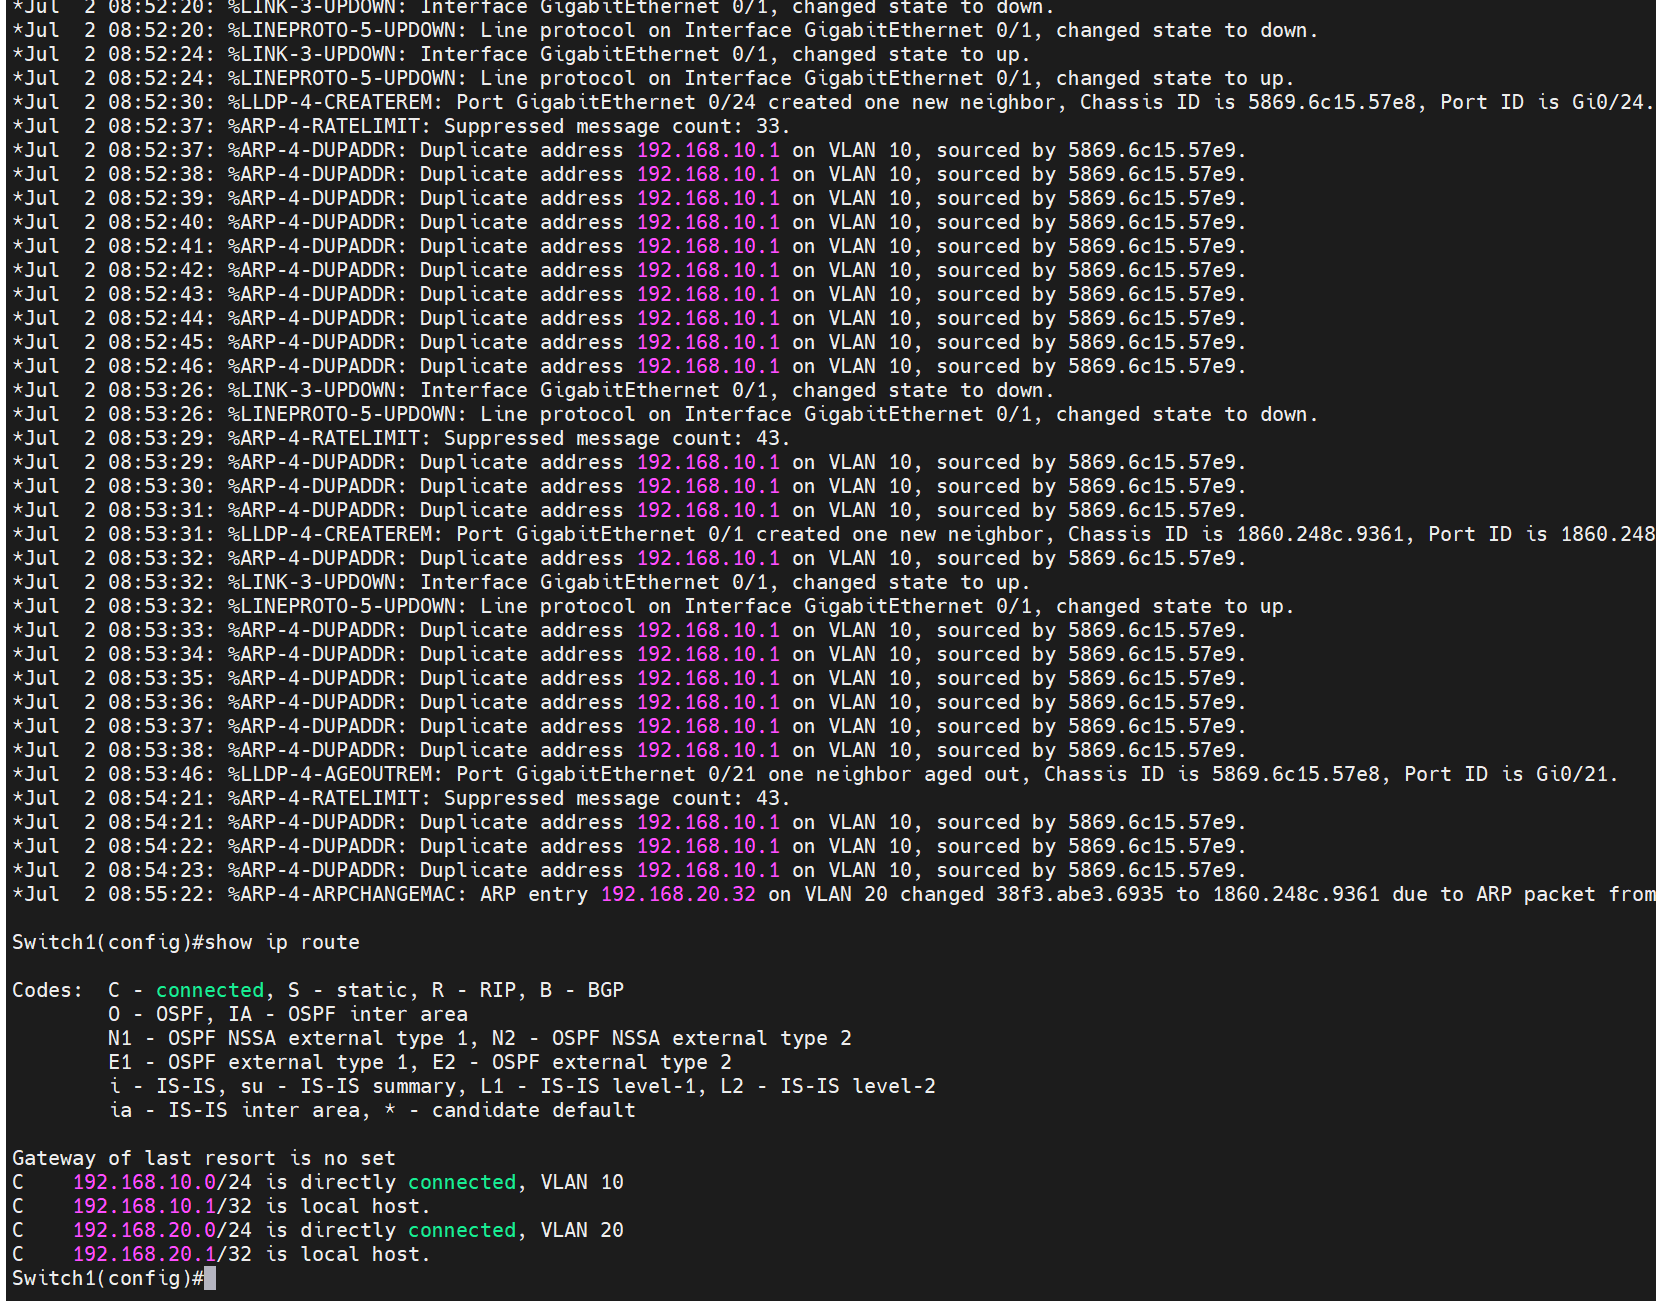 *Jul  2 08:52:20: %LINK-3-UPDOWN: Interface GigabitEthernet 0/1, changed state to down.
*Jul  2 08:52:20: %LINEPROTO-5-UPDOWN: Line protocol on Interface GigabitEthernet 0/1, changed state to down.
*Jul  2 08:52:24: %LINK-3-UPDOWN: Interface GigabitEthernet 0/1, changed state to up.
*Jul  2 08:52:24: %LINEPROTO-5-UPDOWN: Line protocol on Interface GigabitEthernet 0/1, changed state to up.
*Jul  2 08:52:30: %LLDP-4-CREATEREM: Port GigabitEthernet 0/24 created one new neighbor, Chassis ID is 5869.6c15.57e8, Port ID is Gi0/24.
*Jul  2 08:52:37: %ARP-4-RATELIMIT: Suppressed message count: 33.
*Jul  2 08:52:37: %ARP-4-DUPADDR: Duplicate address 192.168.10.1 on VLAN 10, sourced by 5869.6c15.57e9.
*Jul  2 08:52:38: %ARP-4-DUPADDR: Duplicate address 192.168.10.1 on VLAN 10, sourced by 5869.6c15.57e9.
*Jul  2 08:52:39: %ARP-4-DUPADDR: Duplicate address 192.168.10.1 on VLAN 10, sourced by 5869.6c15.57e9.
*Jul  2 08:52:40: %ARP-4-DUPADDR: Duplicate address 192.168.10.1 on VLAN 10, sourced by 5869.6c15.57e9.
*Jul  2 08:52:41: %ARP-4-DUPADDR: Duplicate address 192.168.10.1 on VLAN 10, sourced by 5869.6c15.57e9.
*Jul  2 08:52:42: %ARP-4-DUPADDR: Duplicate address 192.168.10.1 on VLAN 10, sourced by 5869.6c15.57e9.
*Jul  2 08:52:43: %ARP-4-DUPADDR: Duplicate address 192.168.10.1 on VLAN 10, sourced by 5869.6c15.57e9.
*Jul  2 08:52:44: %ARP-4-DUPADDR: Duplicate address 192.168.10.1 on VLAN 10, sourced by 5869.6c15.57e9.
*Jul  2 08:52:45: %ARP-4-DUPADDR: Duplicate address 192.168.10.1 on VLAN 10, sourced by 5869.6c15.57e9.
*Jul  2 08:52:46: %ARP-4-DUPADDR: Duplicate address 192.168.10.1 on VLAN 10, sourced by 5869.6c15.57e9.
*Jul  2 08:53:26: %LINK-3-UPDOWN: Interface GigabitEthernet 0/1, changed state to down.
*Jul  2 08:53:26: %LINEPROTO-5-UPDOWN: Line protocol on Interface GigabitEthernet 0/1, changed state to down.
*Jul  2 08:53:29: %ARP-4-RATELIMIT: Suppressed message count: 43.
*Jul  2 08:53:29: %ARP-4-DUPADDR: Duplicate address 192.168.10.1 on VLAN 10, sourced by 5869.6c15.57e9.
*Jul  2 08:53:30: %ARP-4-DUPADDR: Duplicate address 192.168.10.1 on VLAN 10, sourced by 5869.6c15.57e9.
*Jul  2 08:53:31: %ARP-4-DUPADDR: Duplicate address 192.168.10.1 on VLAN 10, sourced by 5869.6c15.57e9.
*Jul  2 08:53:31: %LLDP-4-CREATEREM: Port GigabitEthernet 0/1 created one new neighbor, Chassis ID is 1860.248c.9361, Port ID is 1860.248
*Jul  2 08:53:32: %ARP-4-DUPADDR: Duplicate address 192.168.10.1 on VLAN 10, sourced by 5869.6c15.57e9.
*Jul  2 08:53:32: %LINK-3-UPDOWN: Interface GigabitEthernet 0/1, changed state to up.
*Jul  2 08:53:32: %LINEPROTO-5-UPDOWN: Line protocol on Interface GigabitEthernet 0/1, changed state to up.
*Jul  2 08:53:33: %ARP-4-DUPADDR: Duplicate address 192.168.10.1 on VLAN 10, sourced by 5869.6c15.57e9.
*Jul  2 08:53:34: %ARP-4-DUPADDR: Duplicate address 192.168.10.1 on VLAN 10, sourced by 5869.6c15.57e9.
*Jul  2 08:53:35: %ARP-4-DUPADDR: Duplicate address 192.168.10.1 on VLAN 10, sourced by 5869.6c15.57e9.
*Jul  2 08:53:36: %ARP-4-DUPADDR: Duplicate address 192.168.10.1 on VLAN 10, sourced by 5869.6c15.57e9.
*Jul  2 08:53:37: %ARP-4-DUPADDR: Duplicate address 192.168.10.1 on VLAN 10, sourced by 5869.6c15.57e9.
*Jul  2 08:53:38: %ARP-4-DUPADDR: Duplicate address 192.168.10.1 on VLAN 10, sourced by 5869.6c15.57e9.
*Jul  2 08:53:46: %LLDP-4-AGEOUTREM: Port GigabitEthernet 0/21 one neighbor aged out, Chassis ID is 5869.6c15.57e8, Port ID is Gi0/21.
*Jul  2 08:54:21: %ARP-4-RATELIMIT: Suppressed message count: 43.
*Jul  2 08:54:21: %ARP-4-DUPADDR: Duplicate address 192.168.10.1 on VLAN 10, sourced by 5869.6c15.57e9.
*Jul  2 08:54:22: %ARP-4-DUPADDR: Duplicate address 192.168.10.1 on VLAN 10, sourced by 5869.6c15.57e9.
*Jul  2 08:54:23: %ARP-4-DUPADDR: Duplicate address 192.168.10.1 on VLAN 10, sourced by 5869.6c15.57e9.
*Jul  2 08:55:22: %ARP-4-ARPCHANGEMAC: ARP entry 192.168.20.32 on VLAN 20 changed 38f3.abe3.6935 to 1860.248c.9361 due to ARP packet from
Switch1(config)#show ip route
Codes:  C - connected, S - static, R - RIP, B - BGP
        O - OSPF, IA - OSPF inter area
        N1 - OSPF NSSA external type 1, N2 - OSPF NSSA external type 2
        E1 - OSPF external type 1, E2 - OSPF external type 2
        i - IS-IS, su - IS-IS summary, L1 - IS-IS level-1, L2 - IS-IS level-2
        ia - IS-IS inter area, * - candidate default
Gateway of last resort is no set
C    192.168.10.0/24 is directly connected, VLAN 10
C    192.168.10.1/32 is local host.
C    192.168.20.0/24 is directly connected, VLAN 20
C    192.168.20.1/32 is local host.
Switch1(config)#